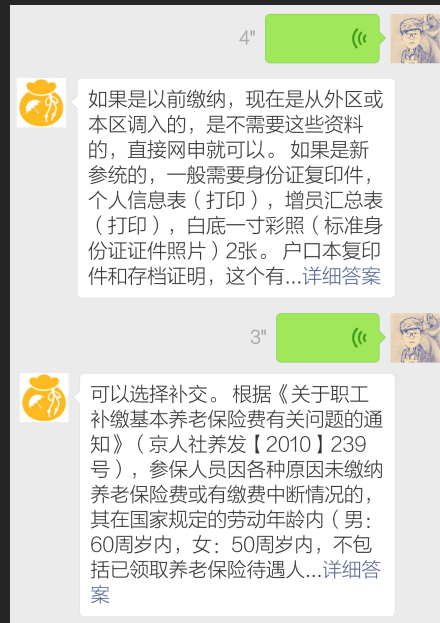 4"
如果是以前缴纳，现在是从外区或
本区调入的，是不需要这些资料
的，直接网申就可以。 如果是新
参统的，一般需要身份证复印件，
个人信息表（打印），增员汇总表
（打印），白底一寸彩照（标准身
份证证件照片）2张。 户口本复印
件和存档证明，这个有...详细答案
3"
可以选择补交。 根据《关于职工
补缴基本养老保险费有关问题的通
知》（京人社养发【2010】239
号），参保人员因各种原因未缴纳
养老保险费或有缴费中断情况的，
其在国家规定的劳动年龄内（男：
60周岁内，女：50周岁内，不包
括已领取养老保险待遇人...详细答
案